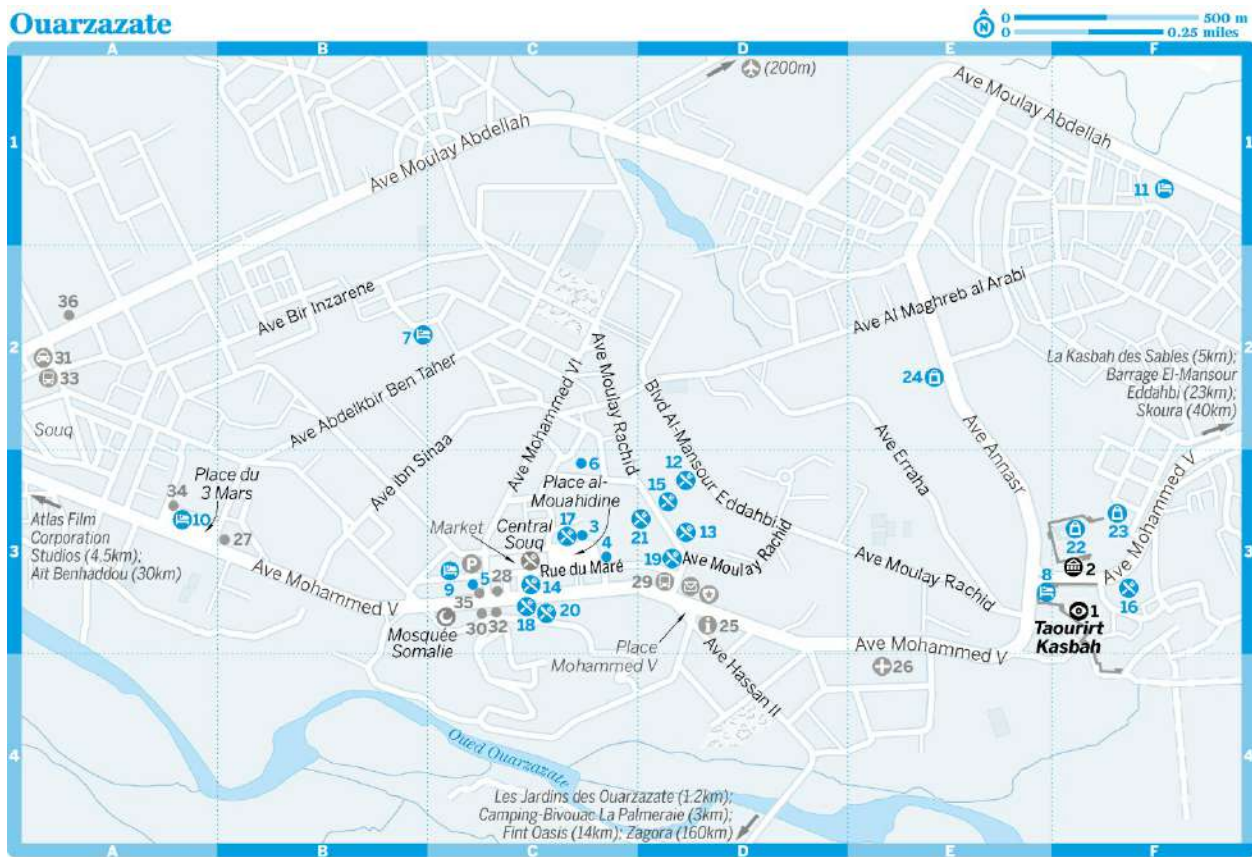 Ouarzazate
N
0 500 m
0 0.25 miles
A
B
C
D
E
F
1
1
(200m)
Ave Moulay Abdellah
Ave Moulay Abdellah
11
36
Ave Bir Inzarene
7
Ave Al Maghreb al Arabi
2
2
31
33
Souq
Ave Abdelkbir Ben Taher
Ave Ibn Sinaa
Ave Mohammed VI
Ave Moulay Rachid
Blvd Al-Mansour Eddahbi
24
La Kasbah des Sables (5km);
Barrage El-Mansour
Eddahbi (23km);
Skoura (40km)
Ave Erraha
Ave Annasr
Ave Mohammed V
Place du
3 Mars
34
10
27
Atlas Film
Corporation
Studios (4.5km);
Aït Benhaddou (30km)
3
3
6
Place al-
Mouahidine
12
15
17
3
4
21
13
Market
Central
Souq
Rue du Maré
19
Ave Moulay Rachid
Ave Moulay Rachid
22
23
2
8
16
1
Taourirt
Kasbah
Ave Mohammed V
9
P
5
28
35
14
29
30
32
18
20
Mosquée
Somalie
Place
Mohammed V
25
Ave Mohammed V
26
Ave Hassan II
4
4
Oued Ouarzazate
Les Jardins des Ouarzazate (1.2km);
Camping-Bivouac La Palmeraie (3km);
Fint Oasis (14km); Zagora (160km)
A
B
C
D
E
F